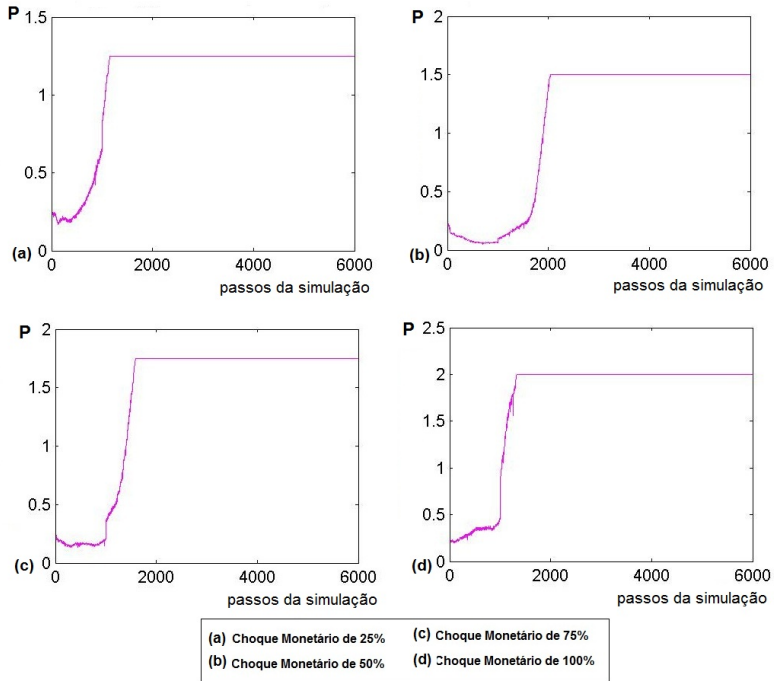 P
1.5
1
0.5
0
0
2000
4000
6000
(a)
passos da simulação
P
2
1.5
1
0.5
0
0
2000
4000
6000
(b)
passos da simulação
P
2
1.5
1
0.5
0
0
2000
4000
6000
(c)
passos da simulação
P
2.5
2
1.5
1
0.5
0
0
2000
4000
6000
(d)
passos da simulação
(a) Choque Monetário de 25%
(c) Choque Monetário de 75%
(b) Choque Monetário de 50%
(d) Choque Monetário de 100%